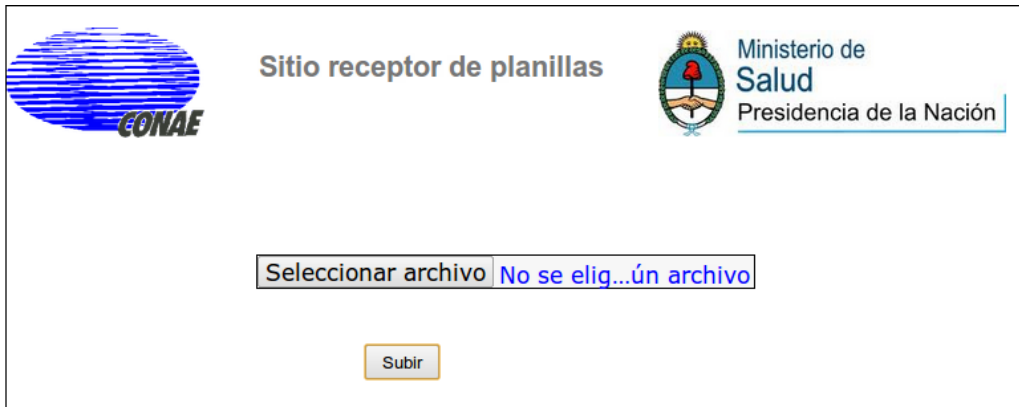 CONAE
Sitio receptor de planillas
Ministerio de
Salud
Presidencia de la Nación
Seleccionar archivo No se elig...ún archivo
Subir